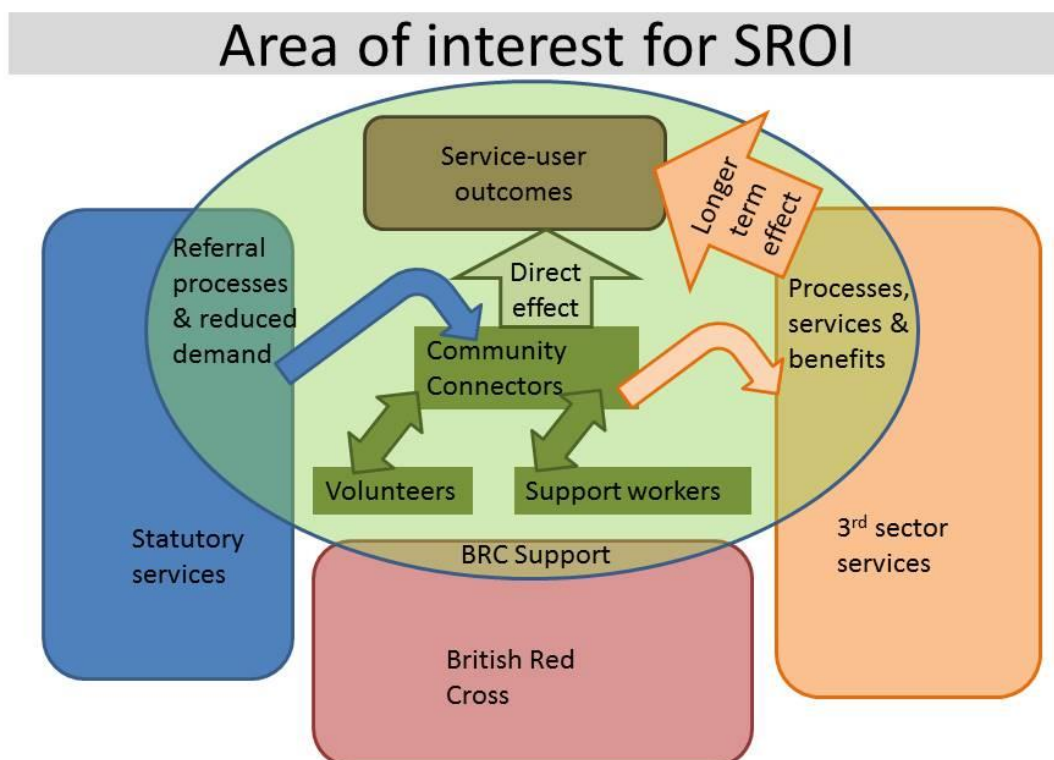 Area of interest for SROI
Service-user
outcomes
Longer
term
effect
Referral
processes
& reduced
demand
Direct
effect
Processes,
services &
benefits
Community
Connectors
Volunteers
Support workers
Statutory
services
3rd sector
services
BRC Support
British Red
Cross